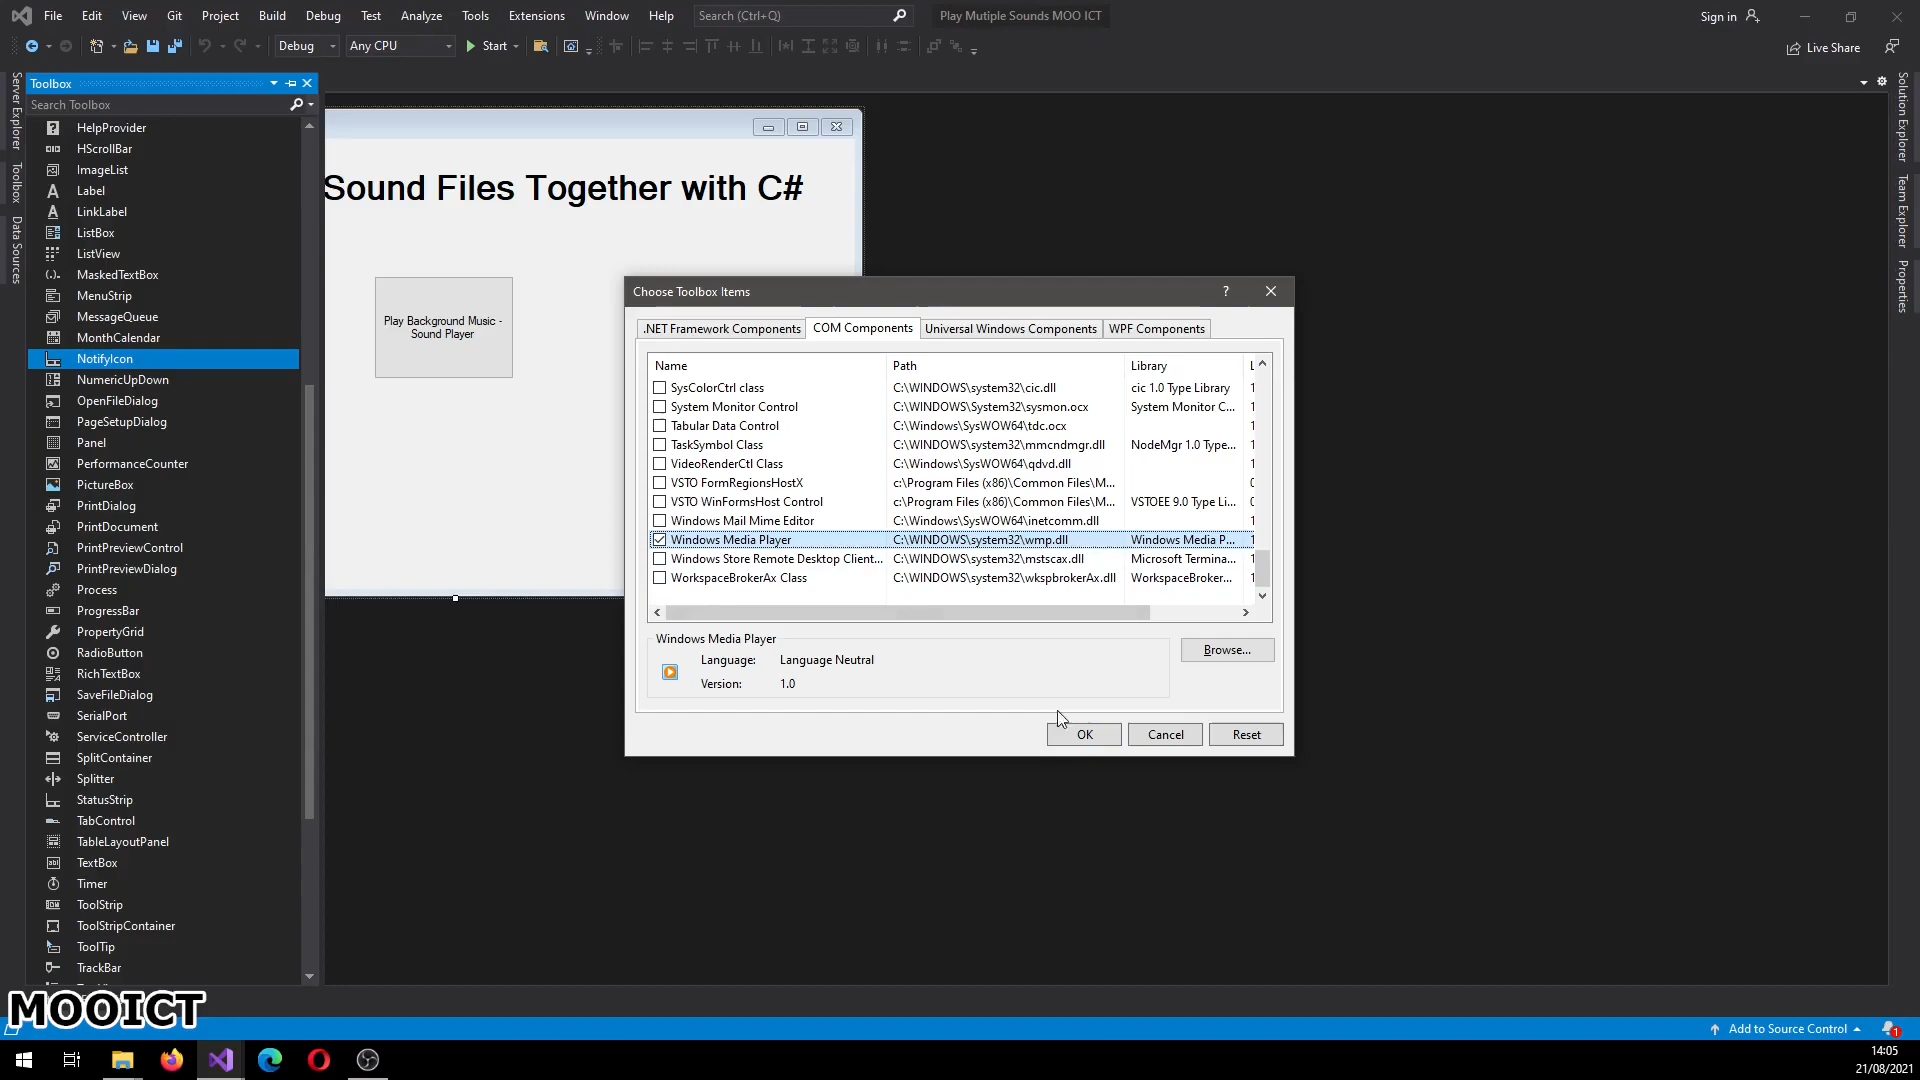 File Edit View Git Project Build Debug Test Analyze Tools Extensions Window Help Search (Ctrl+Q) Play Mutiple Sounds MOO ICT Sign in
Debug Any CPU Start Live Share
Server Explorer
Toolbox
Data Sources
Toolbox
Search Toolbox
HelpProvider
HScrollBar
ImageList
Label
LinkLabel
ListBox
ListView
MaskedTextBox
MenuStrip
MessageQueue
MonthCalendar
NotifyIcon
NumericUpDown
OpenFileDialog
PageSetupDialog
Panel
PerformanceCounter
PictureBox
PrintDialog
PrintDocument
PrintPreviewControl
PrintPreviewDialog
Process
ProgressBar
PropertyGrid
RadioButton
RichTextBox
SaveFileDialog
SerialPort
ServiceController
SplitContainer
Splitter
StatusStrip
TabControl
TableLayoutPanel
TextBox
Timer
ToolStrip
ToolStripContainer
ToolTip
TrackBar
Sound Files Together with C#
Play Background Music -
Sound Player
Choose Toolbox Items
.NET Framework Components COM Components Universal Windows Components WPF Components
Name Path Library
SysColorCtrl class C:\WINDOWS\system32\cic.dll cic 1.0 Type Library 1
System Monitor Control C:\WINDOWS\System32\sysmon.ocx System Monitor C... 1
Tabular Data Control C:\Windows\SysWOW64\tdc.ocx 1
TaskSymbol Class C:\WINDOWS\system32\mmcndmgr.dll NodeMgr 1.0 Type... 1
VideoRenderCtl Class C:\Windows\SysWOW64\qdvd.dll 1
VSTO FormRegionsHostX c:\Program Files (x86)\Common Files\M... 0
VSTO WinFormsHost Control c:\Program Files (x86)\Common Files\M... VSTOEE 9.0 Type Li... 0
Windows Mail Mime Editor C:\Windows\SysWOW64\inetcomm.dll 1
Windows Media Player C:\WINDOWS\system32\wmp.dll Windows Media P... 1
Windows Store Remote Desktop Client... C:\WINDOWS\system32\mstscax.dll Microsoft Termina... 1
WorkspaceBrokerAx Class C:\WINDOWS\system32\wkspbrokerAx.dll WorkspaceBroker... 1
Windows Media Player
Language: Language Neutral
Version: 1.0
Browse...
OK Cancel Reset
Solution Explorer
Team Explorer
Properties
MOOICT
Add to Source Control 1
14:05
21/08/2021